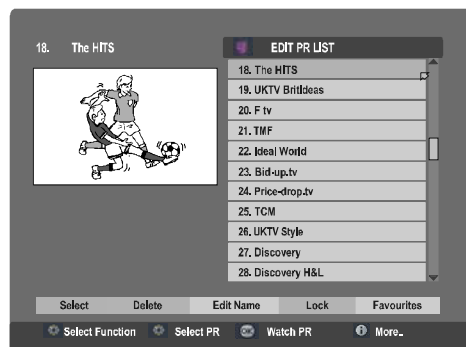 18. The HITS
EDIT PR LIST
18. The HITS
19. UKTV BritIdeas
20. F tv
21. TMF
22. Ideal World
23. Bid-up.tv
24. Price-drop.tv
25. TCM
26. UKTV Style
27. Discovery
28. Discovery H&L
Select Delete Edit Name Lock Favourites
Select Function Select PR OK Watch PR i More..